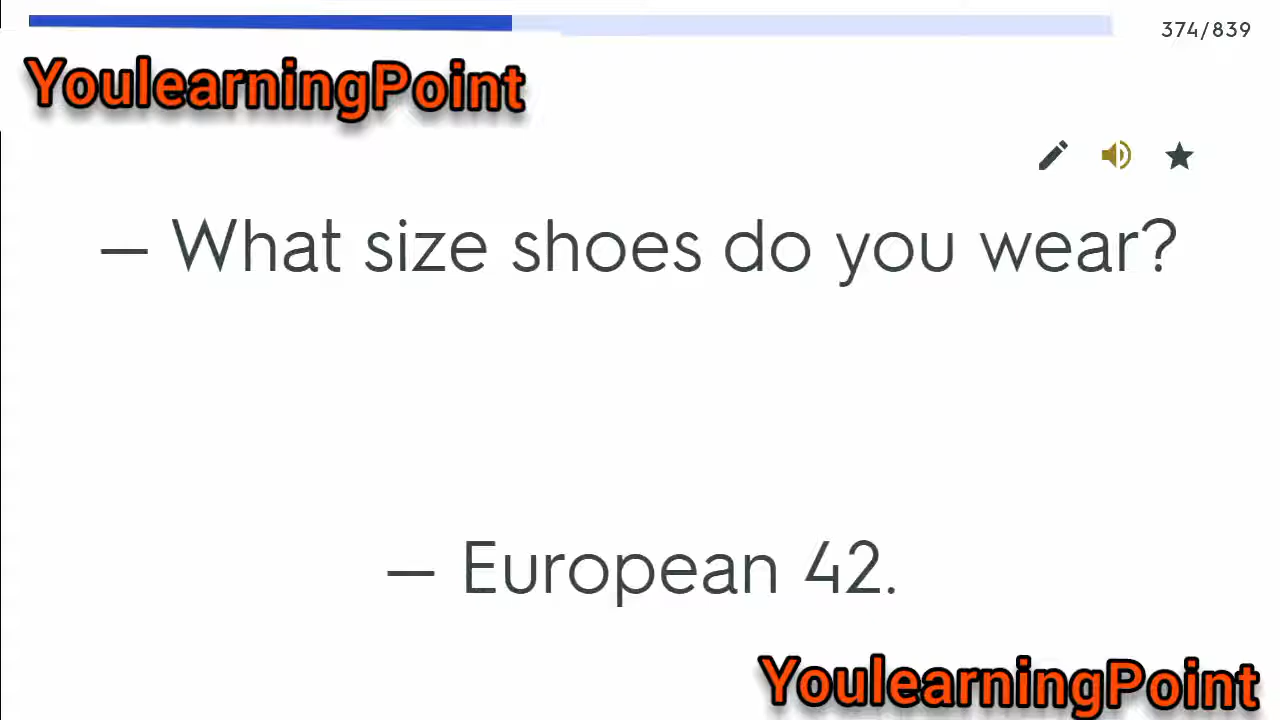 374/839
YoulearningPoint
– What size shoes do you wear?
– European 42.
YoulearningPoint